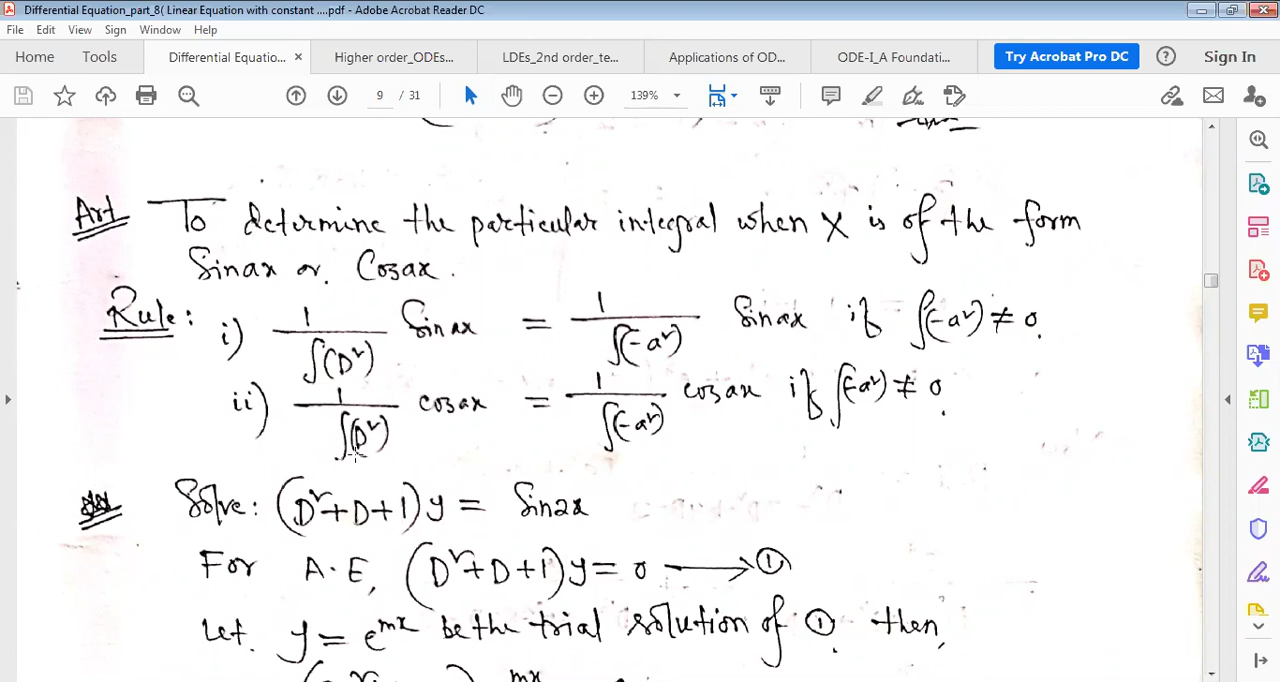 Differential Equation_part_8( Linear Equation with constant ....pdf - Adobe Acrobat Reader DC
File Edit View Sign Window Help
Home Tools Differential Equatio... × Higher order_ODEs... LDEs_2nd order_te... Applications of OD... ODE-I_A Foundati... Try Acrobat Pro DC Sign In
9 / 31 139%
Art To determine the particular integral when X is of the form
Sinax or Cosax.
Rule: i) 1/f(D²) Sinax = 1/f(-a²) Sinax if f(-a²) ≠ 0.
ii) 1/f(D²) cosax = 1/f(-a²) cosax if f(-a²) ≠ 0.
Solve: (D²+D+1)y = Sin2x
For A.E, (D²+D+1)y = 0 → ①
Let y = e^mx be the trial solution of ①, then,
mx